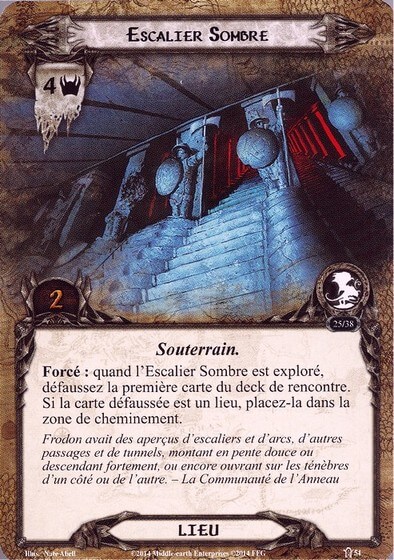 Escalier Sombre
4
2
25/38
Souterrain.
Forcé : quand l'Escalier Sombre est exploré,
défaussez la première carte du deck de rencontre.
Si la carte défaussée est un lieu, placez-la dans la
zone de cheminement.
Frodon avait des aperçus d'escaliers et d'arcs, d'autres
passages et de tunnels, montant en pente douce ou
descendant fortement, ou encore ouvrant sur les ténèbres
d'un côté ou de l'autre. – La Communauté de l'Anneau
Lieu
Illus. Nate Abell
©2014 Middle-earth Enterprises ©2014 FFG
54